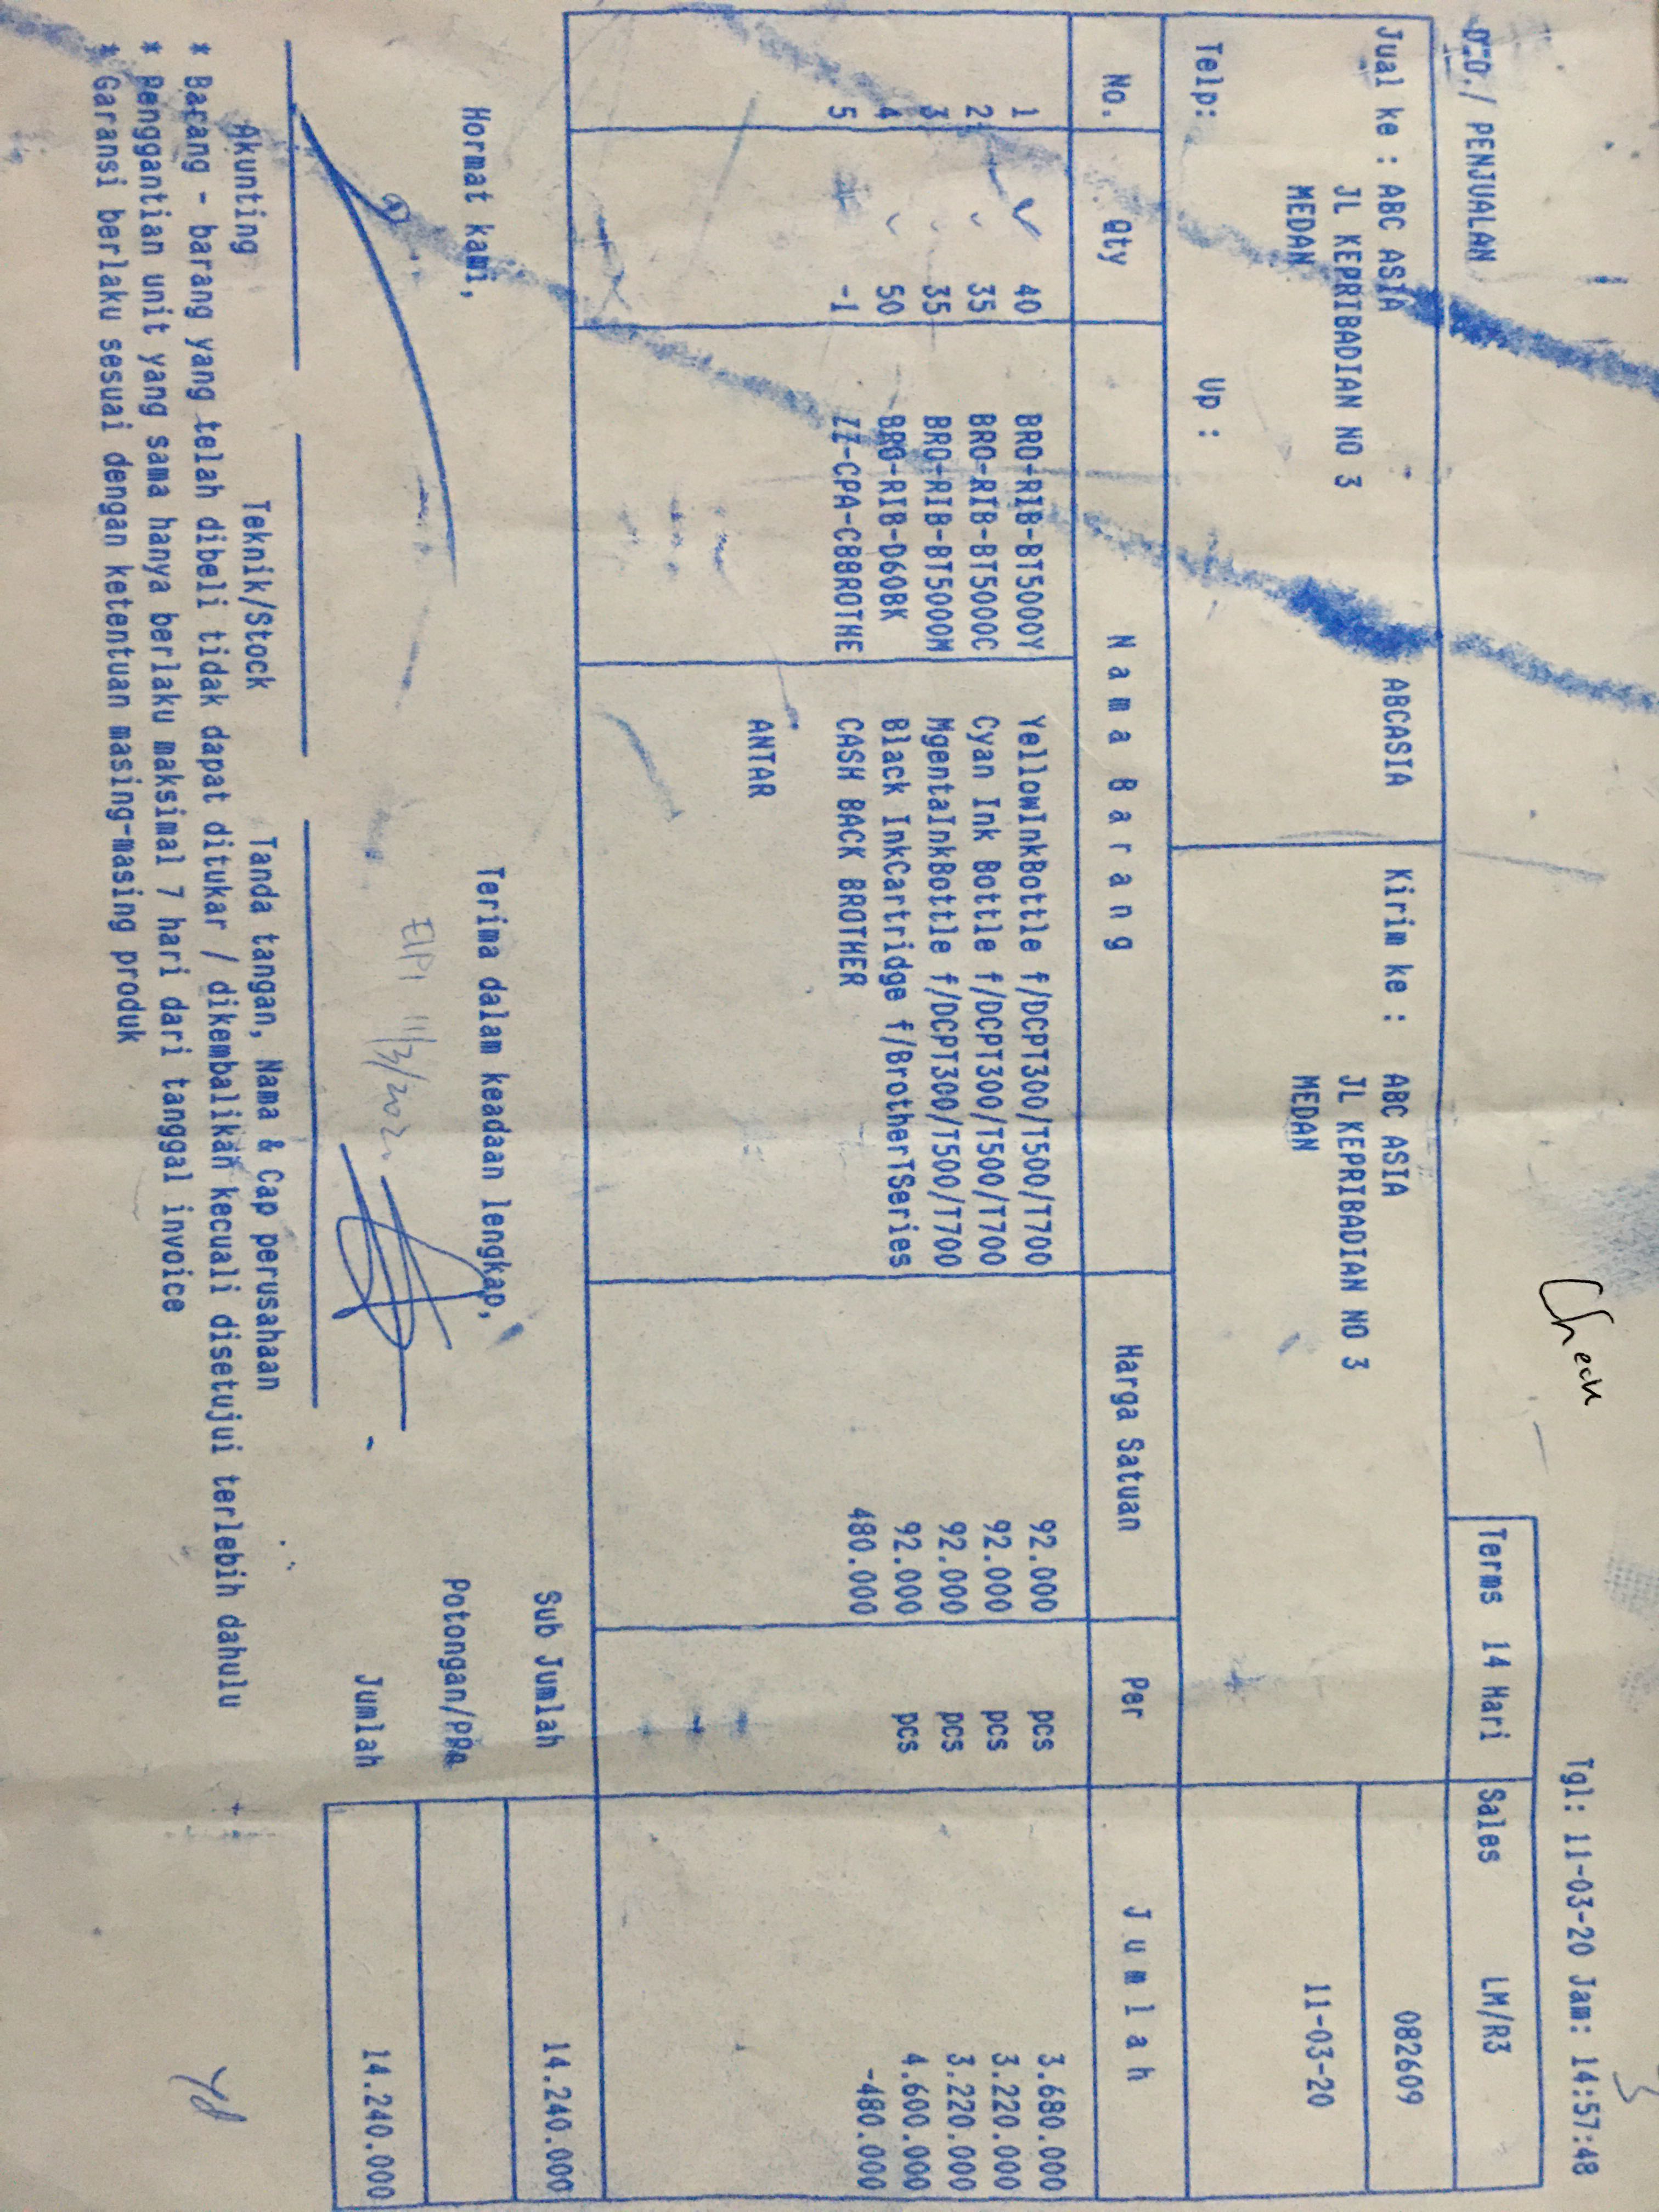 Tgl: 11-03-20 Jam: 14:57:48
Check
Terms 14 Hari Sales LM/R3
/ PENJUALAN
Jual ke : ABC ASIA ABCASIA Kirim ke : ABC ASIA 082609
JL KEPRIBADIAN NO 3 JL KEPRIBADIAN NO 3
MEDAN MEDAN 11-03-20
Telp: Up :
No. Qty Nama Barang Harga Satuan Per Jumlah
1 40 BRO-RIB-BT5000Y YellowInkBottle f/DCPT300/T500/T700 92.000 pcs 3.680.000
2 35 BRO-RIB-BT5000C Cyan Ink Bottle f/DCPT300/T500/T700 92.000 pcs 3.220.000
3 35 BRO-RIB-BT5000M MgentaInkBottle f/DCPT300/T500/T700 92.000 pcs 3.220.000
4 50 BRO-RIB-D60BK Black InkCartridge f/BrotherTSeries 92.000 pcs 4.600.000
5 -1 ZZ-CPA-CBBROTHE CASH BACK BROTHER 480.000 -480.000
ANTAR
Sub Jumlah 14.240.000
Hormat kami, Terima dalam keadaan lengkap,
Potongan/PPn
11/3/202
Jumlah 14.240.000
Akunting Teknik/Stock Tanda tangan, Nama & Cap perusahaan
* Barang - barang yang telah dibeli tidak dapat ditukar / dikembalikan kecuali disetujui terlebih dahulu
* Penggantian unit yang sama hanya berlaku maksimal 7 hari dari tanggal invoice
* Garansi berlaku sesuai dengan ketentuan masing-masing produk